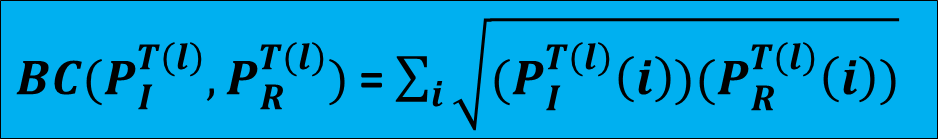 BC(P_I^{T(l)}, P_R^{T(l)}) = ∑_i √((P_I^{T(l)}(i))(P_R^{T(l)}(i)))